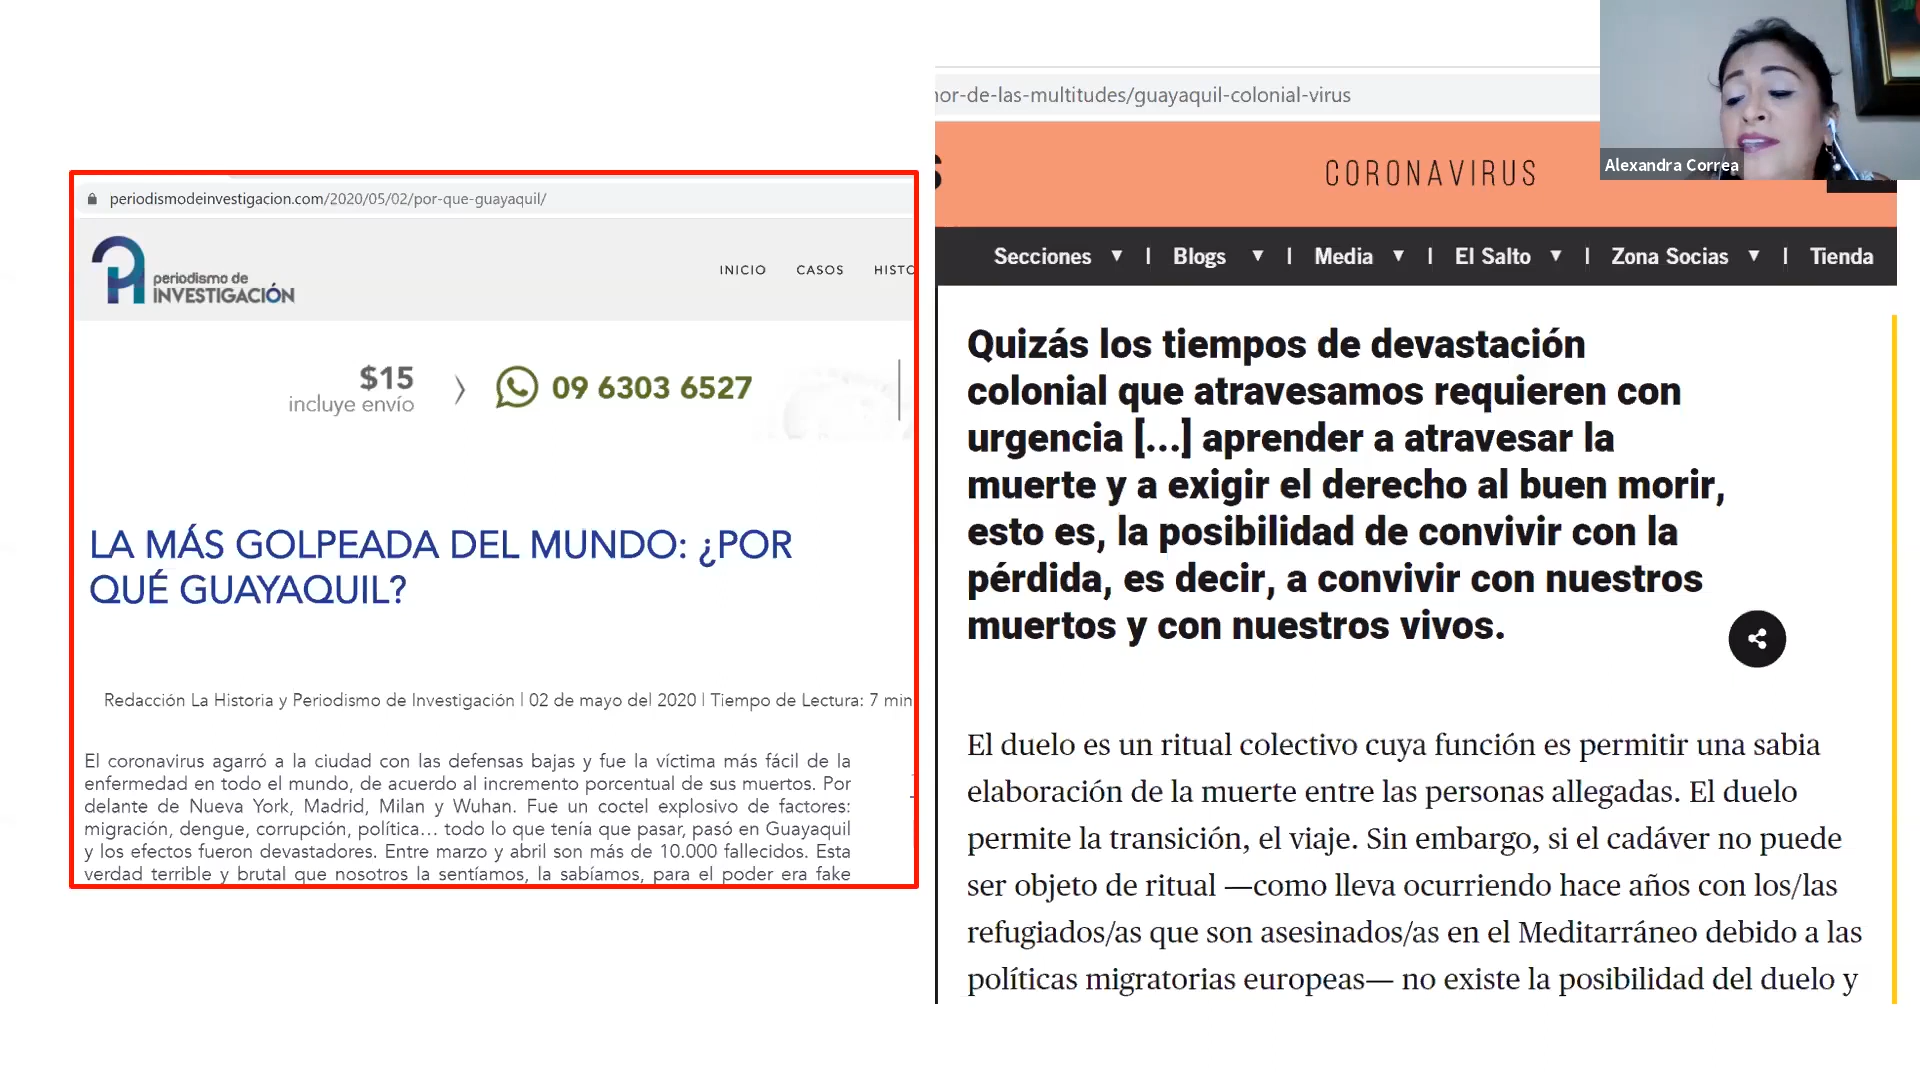 periodismodeinvestigacion.com/2020/05/02/por-que-guayaquil/
periodismo de
INVESTIGACIÓN
INICIO CASOS HISTO
$15
incluye envío
09 6303 6527
LA MÁS GOLPEADA DEL MUNDO: ¿POR
QUÉ GUAYAQUIL?
Redacción La Historia y Periodismo de Investigación | 02 de mayo del 2020 | Tiempo de Lectura: 7 min
El coronavirus agarró a la ciudad con las defensas bajas y fue la víctima más fácil de la
enfermedad en todo el mundo, de acuerdo al incremento porcentual de sus muertos. Por
delante de Nueva York, Madrid, Milan y Wuhan. Fue un coctel explosivo de factores:
migración, dengue, corrupción, política... todo lo que tenía que pasar, pasó en Guayaquil
y los efectos fueron devastadores. Entre marzo y abril son más de 10.000 fallecidos. Esta
verdad terrible y brutal que nosotros la sentíamos, la sabíamos, para el poder era fake
or-de-las-multitudes/guayaquil-colonial-virus
S
CORONAVIRUS
Secciones | Blogs | Media | El Salto | Zona Socias | Tienda
Quizás los tiempos de devastación
colonial que atravesamos requieren con
urgencia [...] aprender a atravesar la
muerte y a exigir el derecho al buen morir,
esto es, la posibilidad de convivir con la
pérdida, es decir, a convivir con nuestros
muertos y con nuestros vivos.
El duelo es un ritual colectivo cuya función es permitir una sabia
elaboración de la muerte entre las personas allegadas. El duelo
permite la transición, el viaje. Sin embargo, si el cadáver no puede
ser objeto de ritual —como lleva ocurriendo hace años con los/las
refugiados/as que son asesinados/as en el Meditarráneo debido a las
políticas migratorias europeas— no existe la posibilidad del duelo y
Alexandra Correa